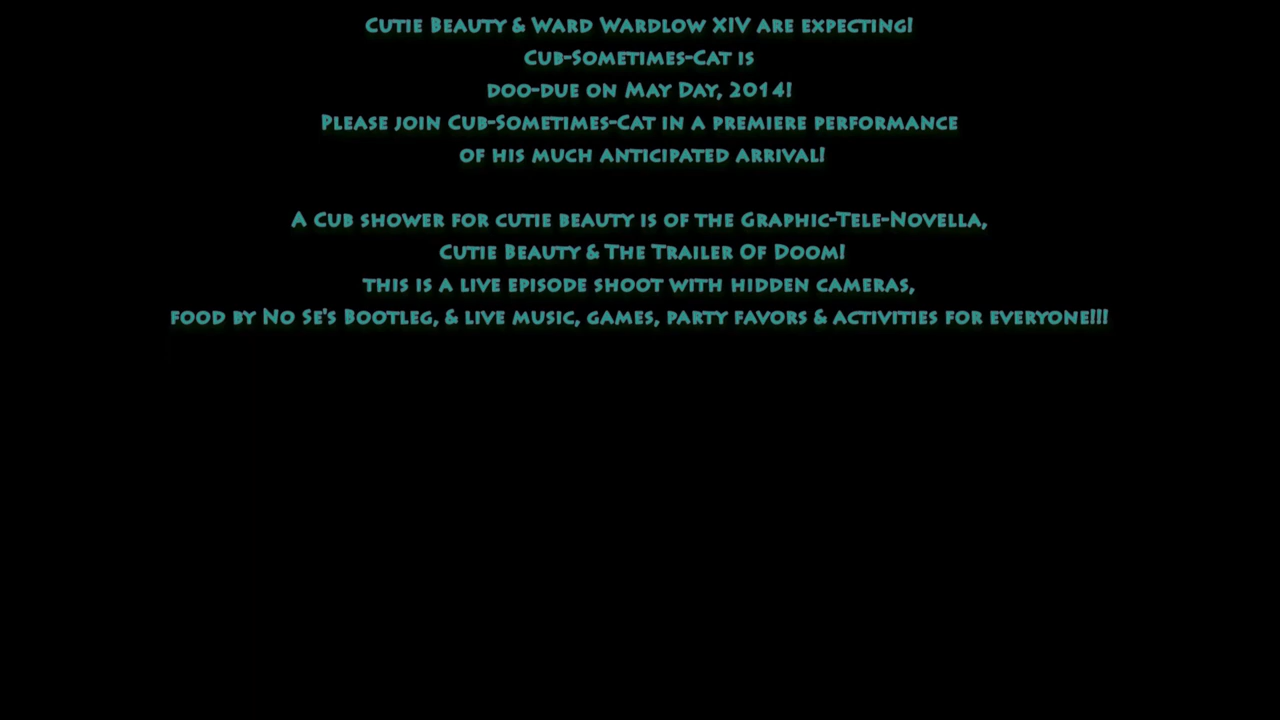 Cutie Beauty & Ward Wardlow XIV are expecting!
Cub-Sometimes-Cat is
doo-due on May Day, 2014!
Please join Cub-Sometimes-Cat in a premiere performance
of his much anticipated arrival!
A Cub shower for cutie beauty is of the Graphic-Tele-Novella,
Cutie Beauty & The Trailer Of Doom!
this is a live episode shoot with hidden cameras,
food by No Se's Bootleg, & live music, games, party favors & activities for everyone!!!